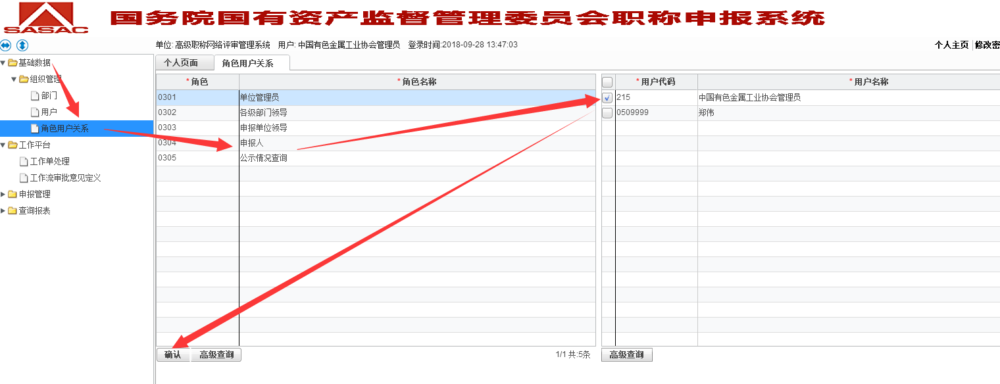 SASAC
国务院国有资产监督管理委员会职称申报系统
单位: 高级职称网络评审管理系统 用户: 中国有色金属工业协会管理员 登录时间:2018-09-28 13:47:03
个人主页 修改密
基础数据
组织管理
部门
用户
角色用户关系
工作平台
工作单处理
工作流审批意见定义
申报管理
查询报表
个人页面 角色用户关系
*角色 *角色名称
0301 单位管理员
0302 各级部门领导
0303 申报单位领导
0304 申报人
0305 公示情况查询
确认 高级查询 1/1 共:5条
*用户代码 *用户名称
215 中国有色金属工业协会管理员
0509999 郑伟
高级查询